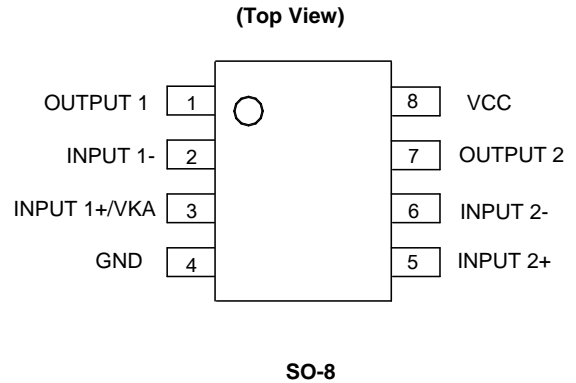 (Top View)
OUTPUT 1 1 8 VCC
INPUT 1- 2 7 OUTPUT 2
INPUT 1+/VKA 3 6 INPUT 2-
GND 4 5 INPUT 2+
SO-8